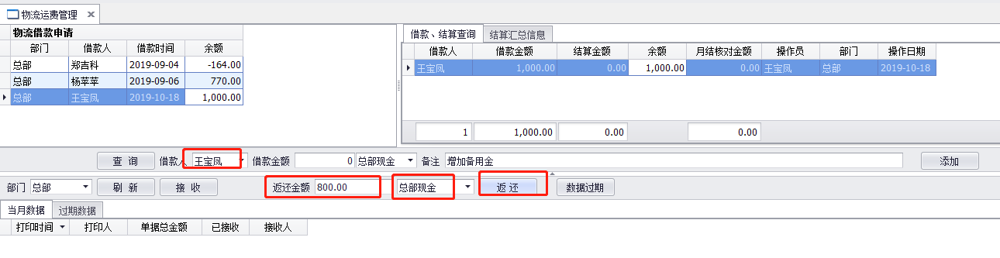 物流运费管理
物流借款申请
部门 借款人 借款时间 余额
总部 郑吉科 2019-09-04 -164.00
总部 杨苹苹 2019-09-06 770.00
总部 王宝凤 2019-10-18 1,000.00
借款、结算查询 结算汇总信息
借款人 借款金额 结算金额 余额 月结核对金额 操作员 部门 操作日期
王宝凤 1,000.00 0.00 1,000.00 0.00 王宝凤 总部 2019-10-18
1 1,000.00 0.00 0.00
查 询 借款人 王宝凤 借款金额 0 总部现金 备注 增加备用金 添加
部门 总部 刷 新 接 收 返还金额 800.00 总部现金 返 还 数据过期
当月数据 过期数据
打印时间 打印人 单据总金额 已接收 接收人